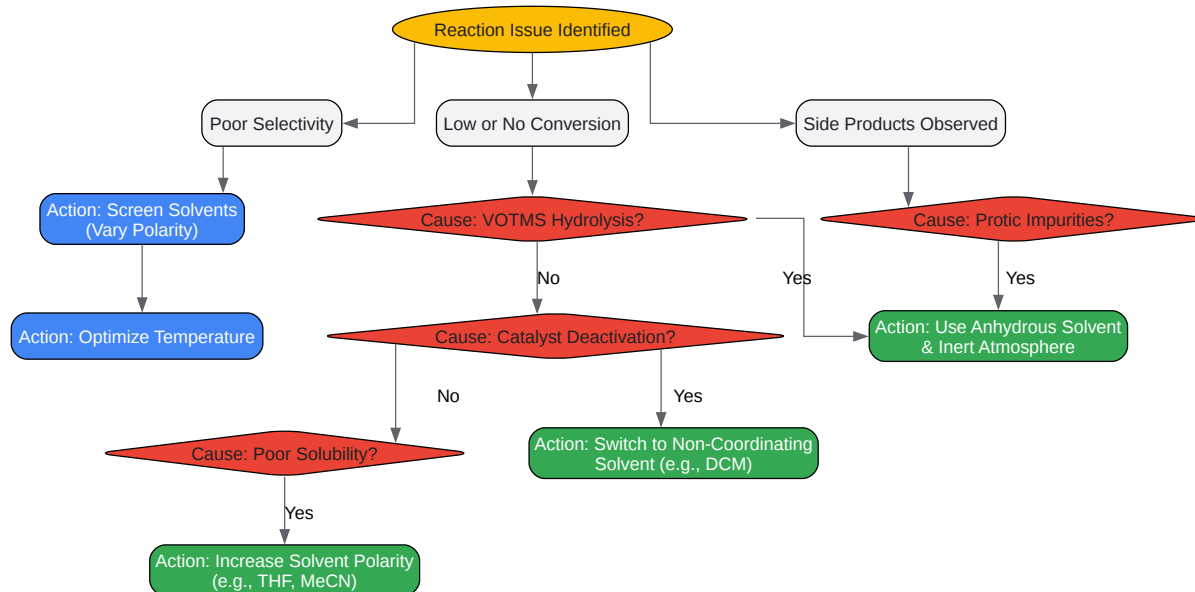 Reaction Issue Identified
Poor Selectivity
Low or No Conversion
Side Products Observed
Action: Screen Solvents
(Vary Polarity)
Cause: VOTMS Hydrolysis?
Cause: Protic Impurities?
No
Yes
Yes
Action: Optimize Temperature
Cause: Catalyst Deactivation?
Action: Use Anhydrous Solvent
& Inert Atmosphere
No
Yes
Cause: Poor Solubility?
Action: Switch to Non-Coordinating
Solvent (e.g., DCM)
Yes
Action: Increase Solvent Polarity
(e.g., THF, MeCN)